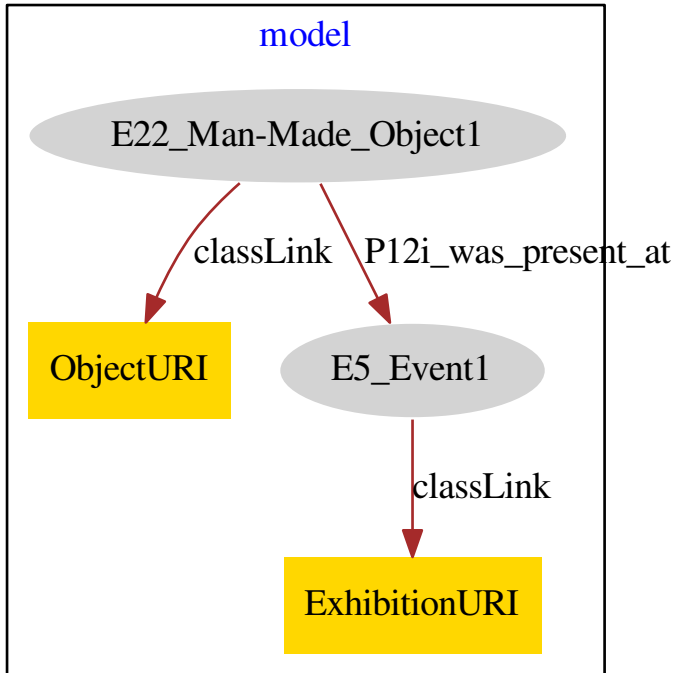 model
E22_Man-Made_Object1
classLink
P12i_was_present_at
ObjectURI
E5_Event1
classLink
ExhibitionURI